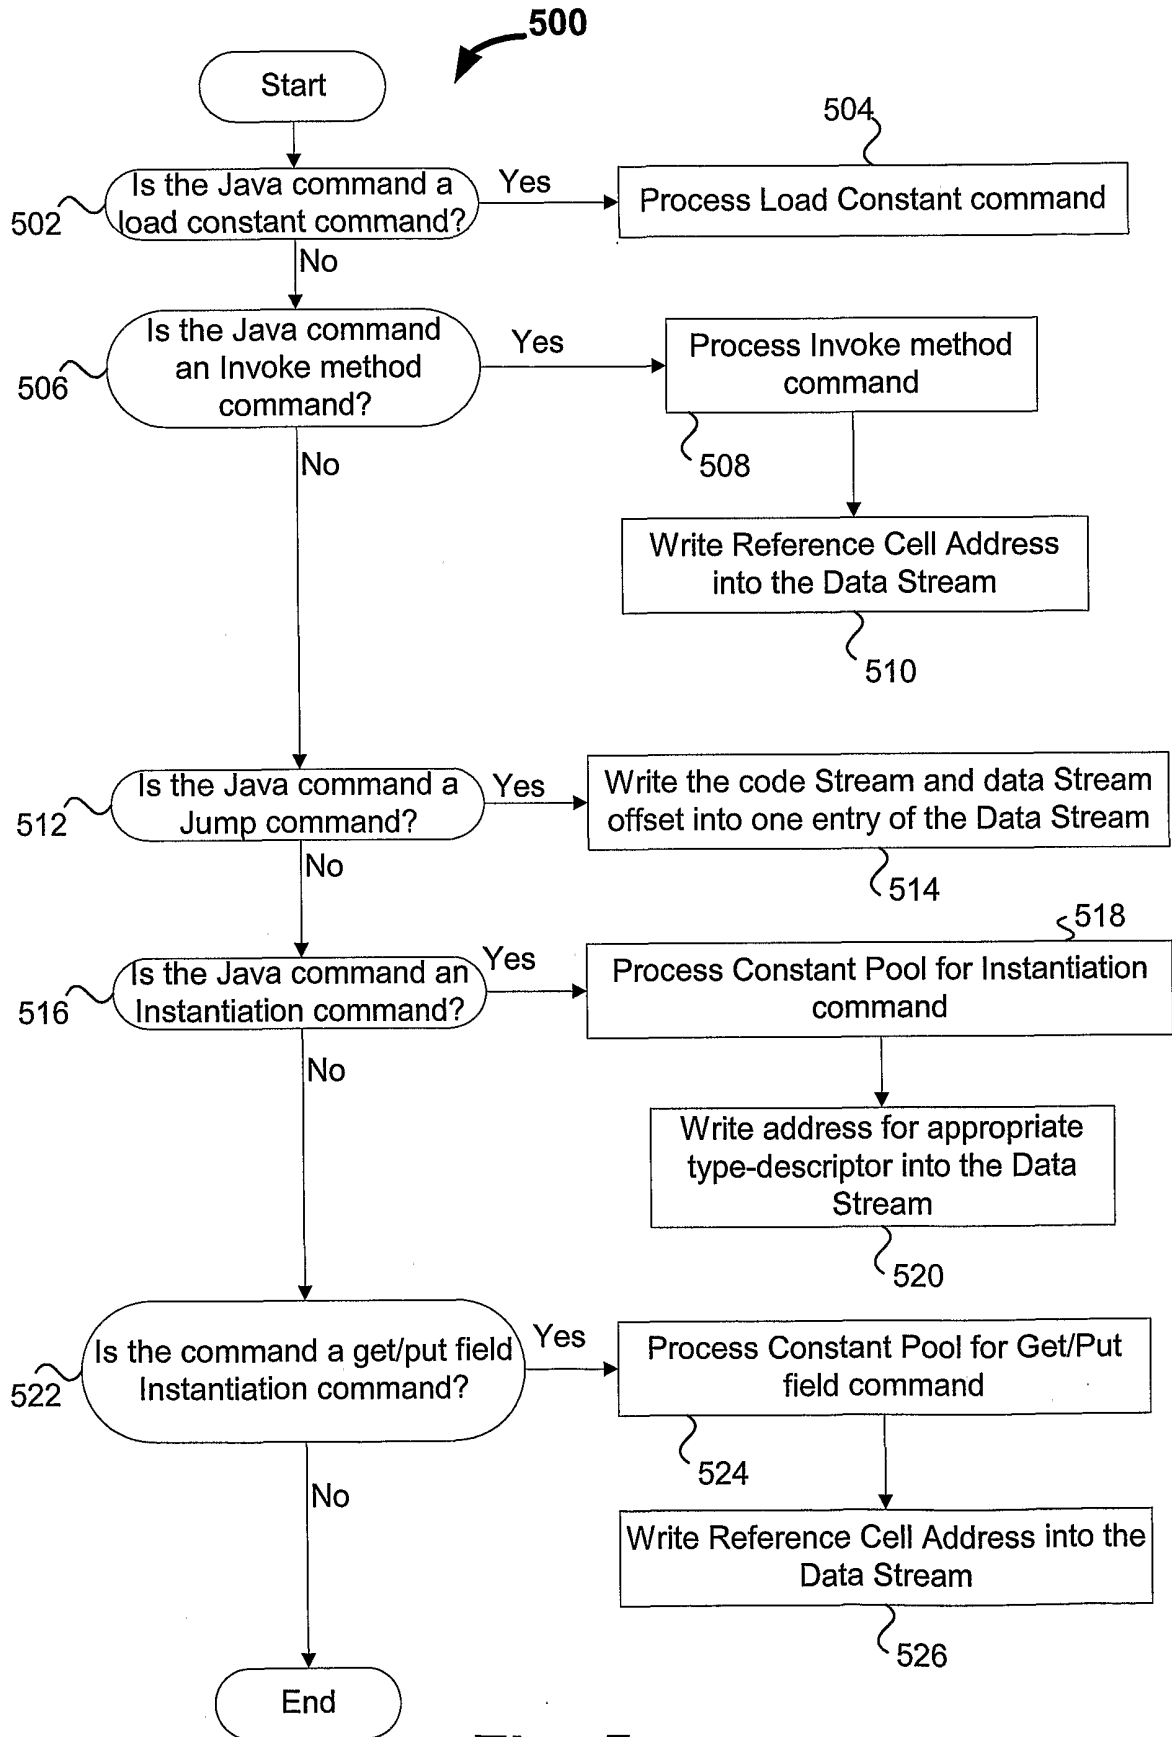 500
Start
504
Is the Java command a
load constant command?
Yes
Process Load Constant command
502
No
Is the Java command
an Invoke method
command?
Yes
Process Invoke method
command
506
508
No
Write Reference Cell Address
into the Data Stream
510
Is the Java command a
Jump command?
Yes
Write the code Stream and data Stream
offset into one entry of the Data Stream
512
No
514
518
Is the Java command an
Instantiation command?
Yes
Process Constant Pool for Instantiation
command
516
No
Write address for appropriate
type-descriptor into the Data
Stream
520
Is the command a get/put field
Instantiation command?
Yes
Process Constant Pool for Get/Put
field command
522
524
No
Write Reference Cell Address into the
Data Stream
526
End